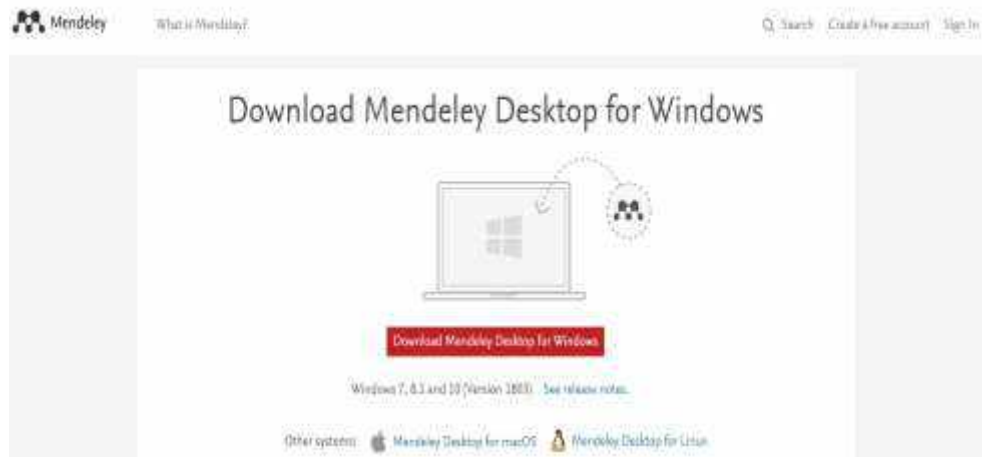 Mendeley What is Mendeley? Search Create a free account Sign In
Download Mendeley Desktop for Windows
Download Mendeley Desktop for Windows
Windows 7, 8.1 and 10 (Version 1803) See release notes.
Other systems: Mendeley Desktop for macOS Mendeley Desktop for Linux